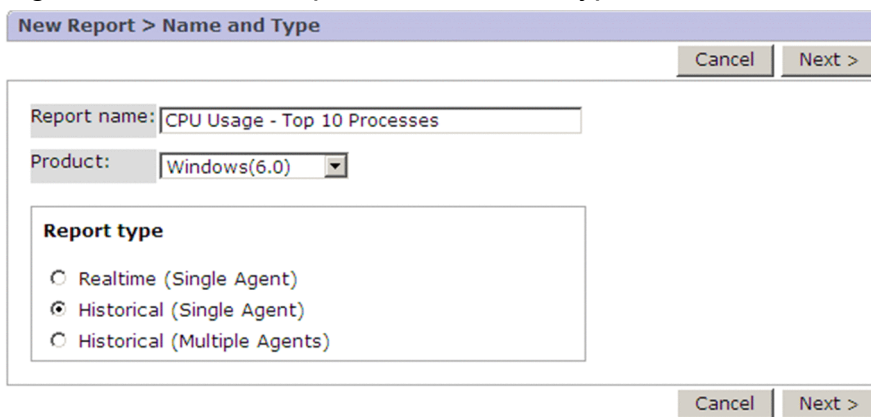 New Report > Name and Type
Cancel Next >
Report name: CPU Usage - Top 10 Processes
Product: Windows(6.0)
Report type
Realtime (Single Agent)
Historical (Single Agent)
Historical (Multiple Agents)
Cancel Next >